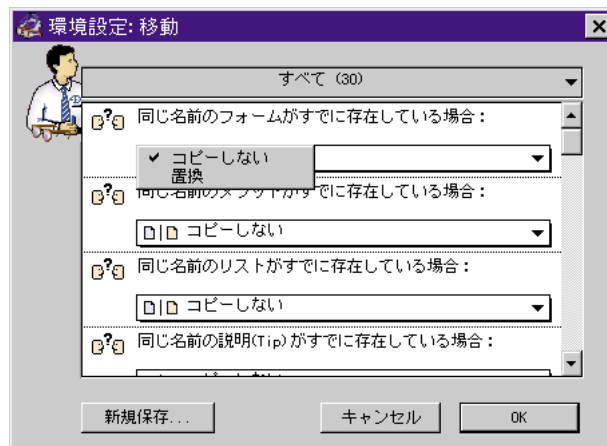 環境設定: 移動
すべて (30)
同じ名前のフォームがすでに存在している場合：
✔ コピーしない
置換
同じ名前のメソッドがすでに存在している場合：
コピーしない
同じ名前のリストがすでに存在している場合：
コピーしない
同じ名前の説明(Tip)がすでに存在している場合：
新規保存...
キャンセル
OK